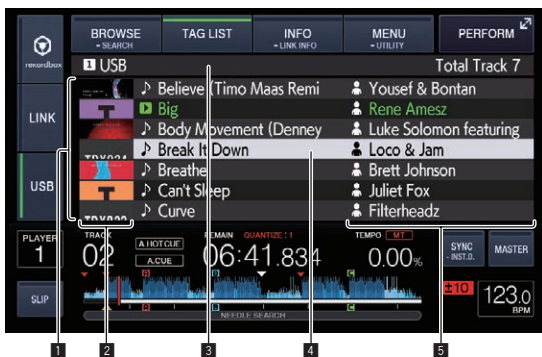 BROWSE
- SEARCH
TAG LIST
INFO
- LINK INFO
MENU
- UTILITY
PERFORM
rekordbox
1 USB
Total Track 7
LINK
USB
Believe (Timo Maas Remi
Yousef & Bontan
Big
Rene Amesz
Body Movement (Denney
Luke Solomon featuring
Break It Down
Loco & Jam
Breathe
Brett Johnson
Can't Sleep
Juliet Fox
Curve
Filterheadz
PLAYER
1
TRACK
02
A.HOT CUE
A.CUE
REMAIN
QUANTIZE : 1
06:41.834
TEMPO
MT
0.00%
SYNC
- INST.D.
MASTER
SLIP
A
B
C
±10
123.0
BPM
A
B
C
NEEDLE SEARCH
1
2
3
4
5